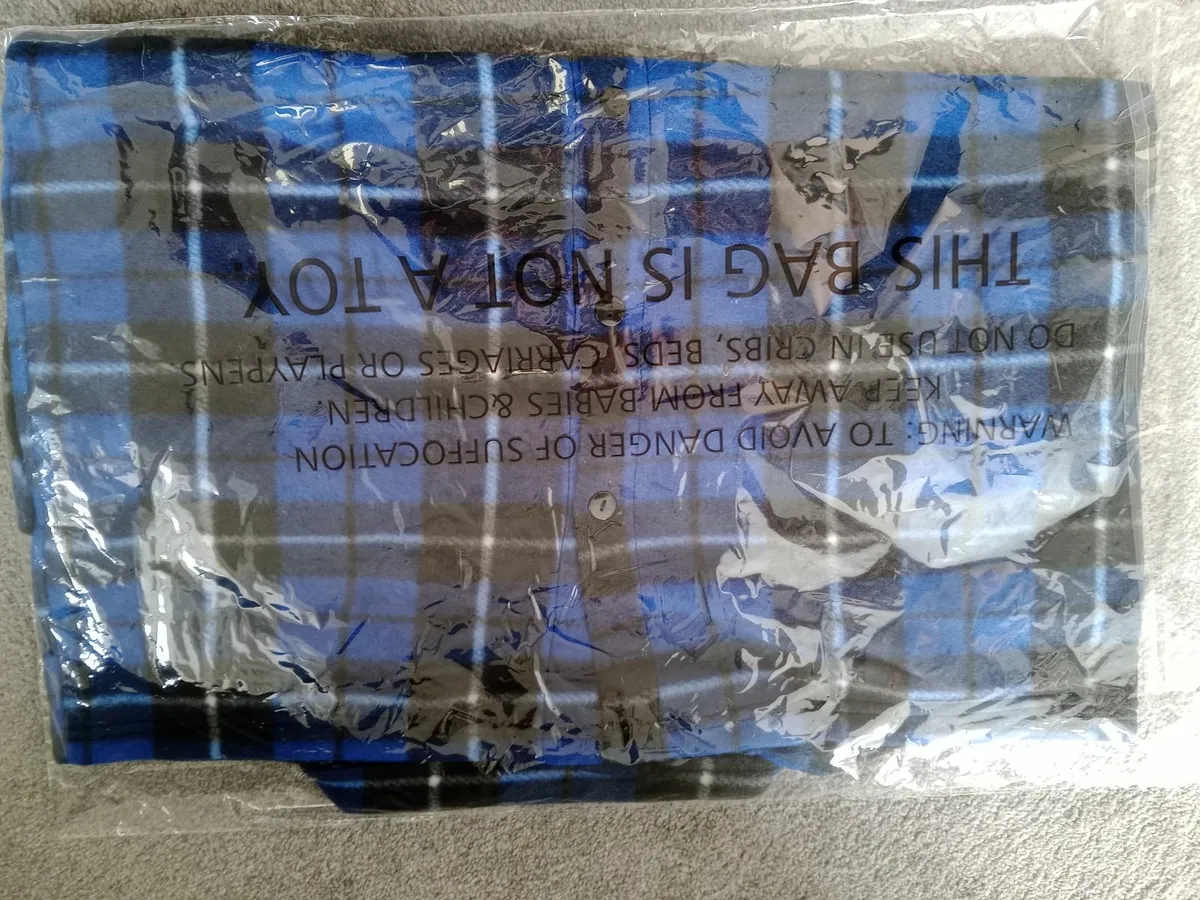 WARNING: TO AVOID DANGER OF SUFFOCATION
KEEP AWAY FROM BABIES & CHILDREN.
DO NOT USE IN CRIBS, BEDS, CARRIAGES OR PLAYPENS
THIS BAG IS NOT A TOY.